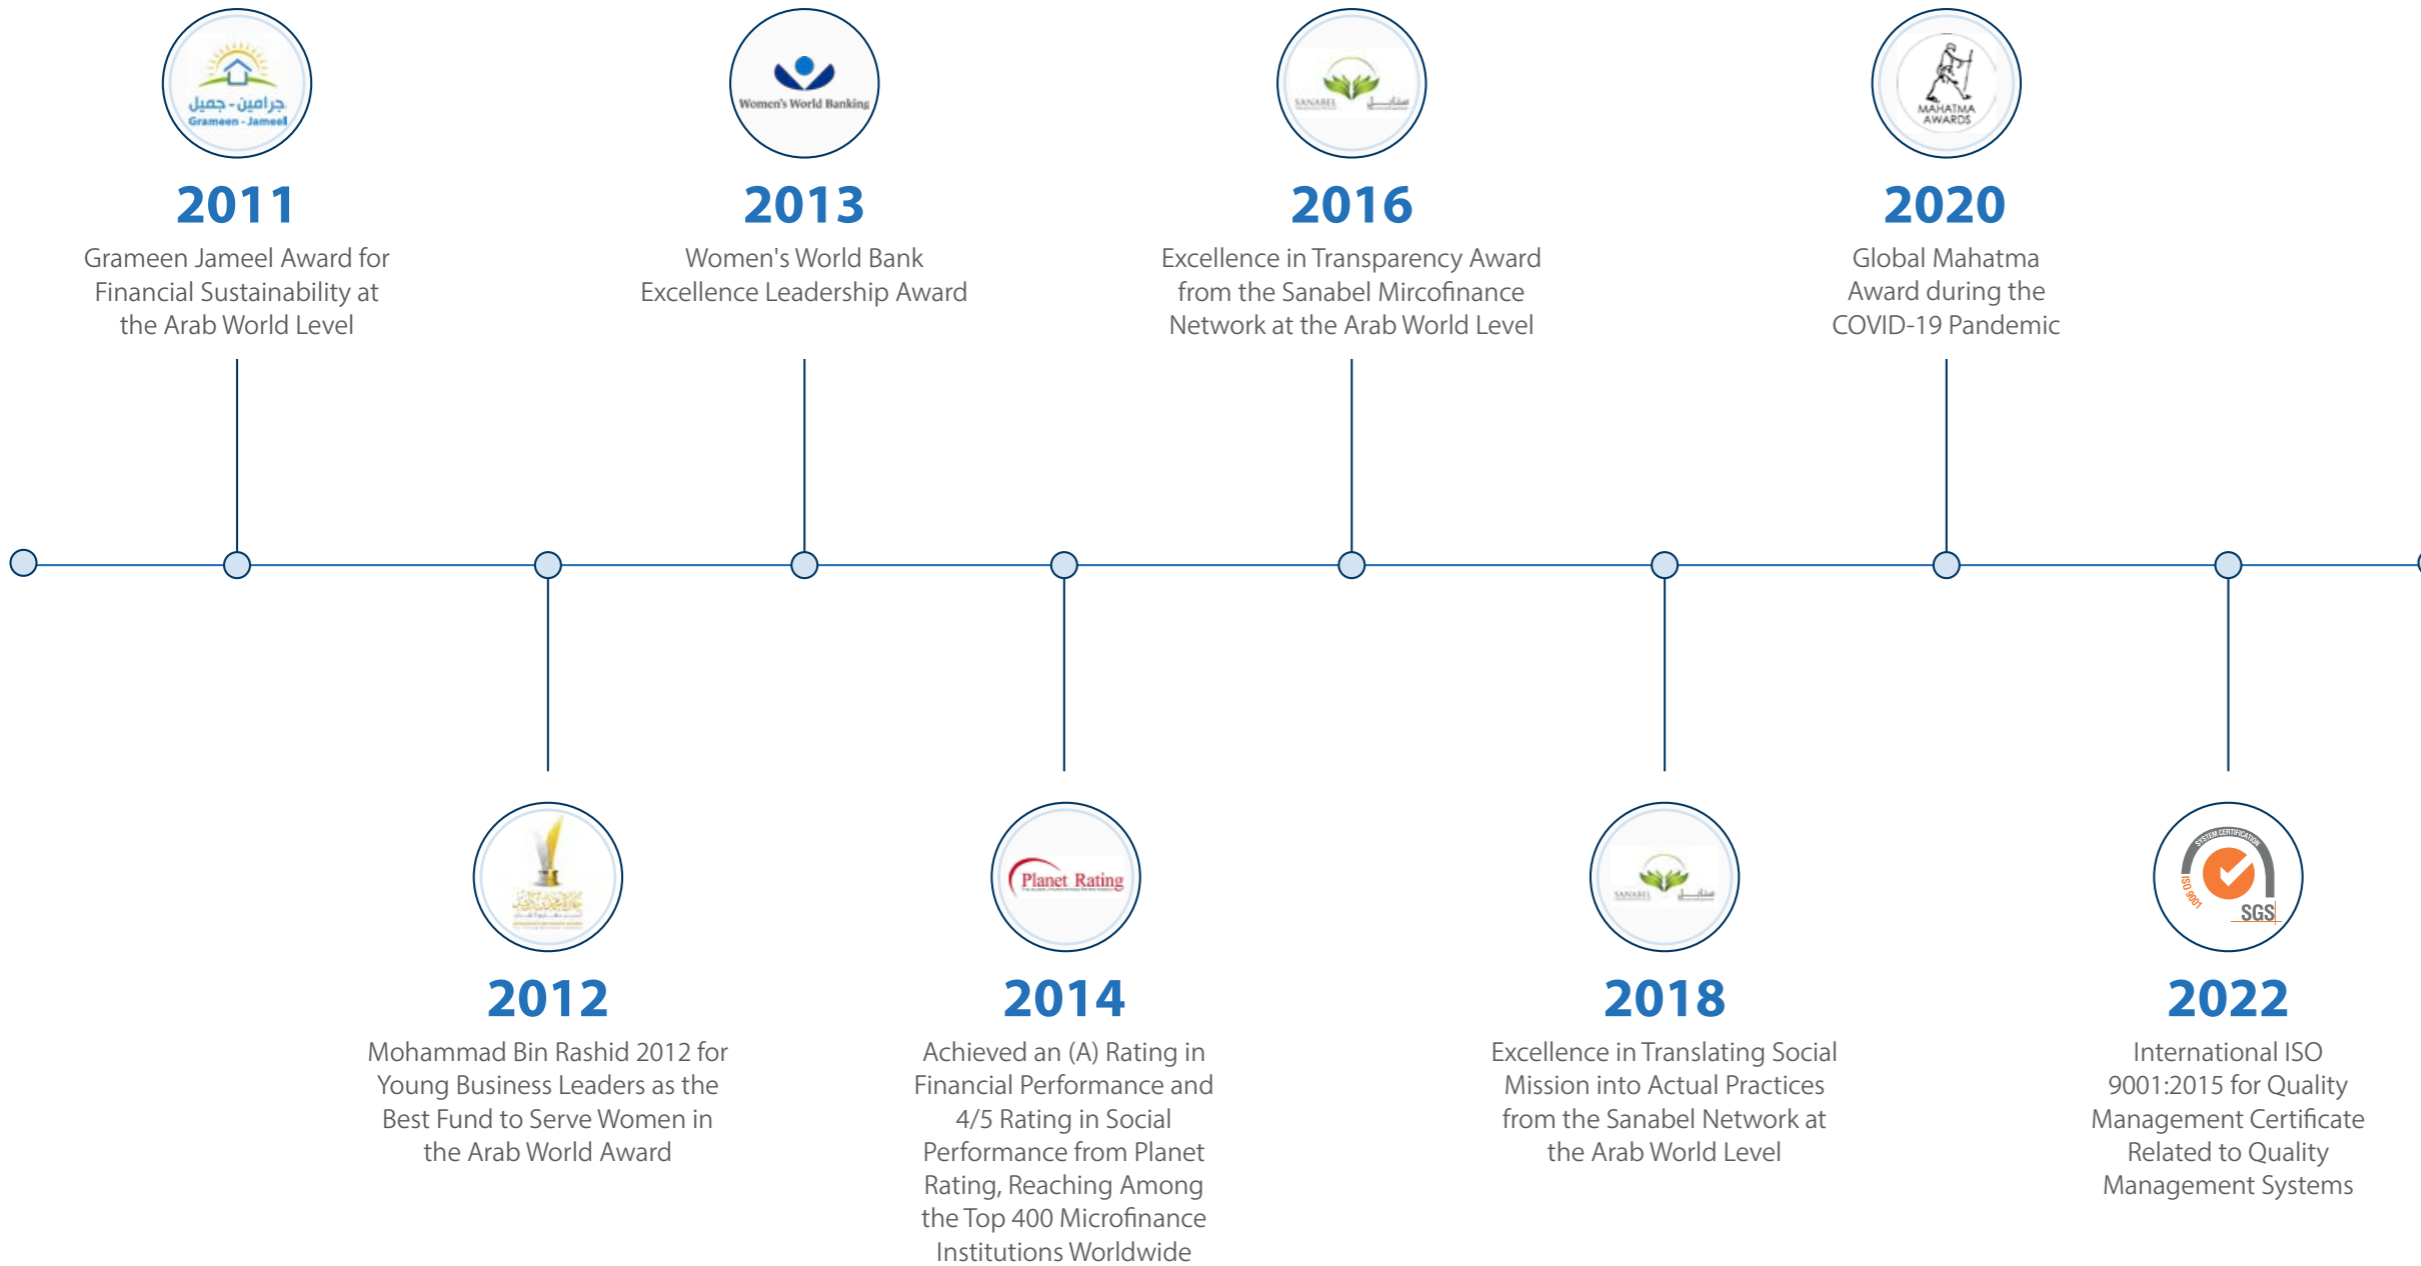 جرامين - جميل
Grameen - Jameel
2011
Grameen Jameel Award for
Financial Sustainability at
the Arab World Level
2012
Mohammad Bin Rashid 2012 for
Young Business Leaders as the
Best Fund to Serve Women in
the Arab World Award
Women's World Banking
2013
Women's World Bank
Excellence Leadership Award
Planet Rating
2014
Achieved an (A) Rating in
Financial Performance and
4/5 Rating in Social
Performance from Planet
Rating, Reaching Among
the Top 400 Microfinance
Institutions Worldwide
SANABEL سنابل
2016
Excellence in Transparency Award
from the Sanabel Mircofinance
Network at the Arab World Level
SANABEL سنابل
2018
Excellence in Translating Social
Mission into Actual Practices
from the Sanabel Network at
the Arab World Level
MAHATMA
AWARDS
2020
Global Mahatma
Award during the
COVID-19 Pandemic
SYSTEM CERTIFICATION
ISO 9001
SGS
2022
International ISO
9001:2015 for Quality
Management Certificate
Related to Quality
Management Systems